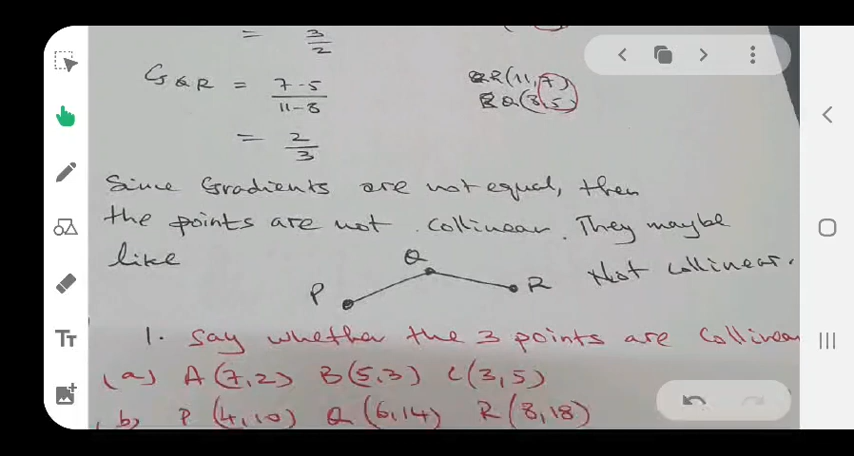 = 3/2
G QR = 7-5/11-8
R(11,7)
Q(8,5)
= 2/3
Since Gradients are not equal, then
the points are not collinear. They maybe
like
Q
P
R
Not collinear.
1. Say whether the 3 points are collinear
(a) A(7,2) B(5,3) C(3,5)
(b) P(4,10) Q(6,14) R(8,18)
Tt